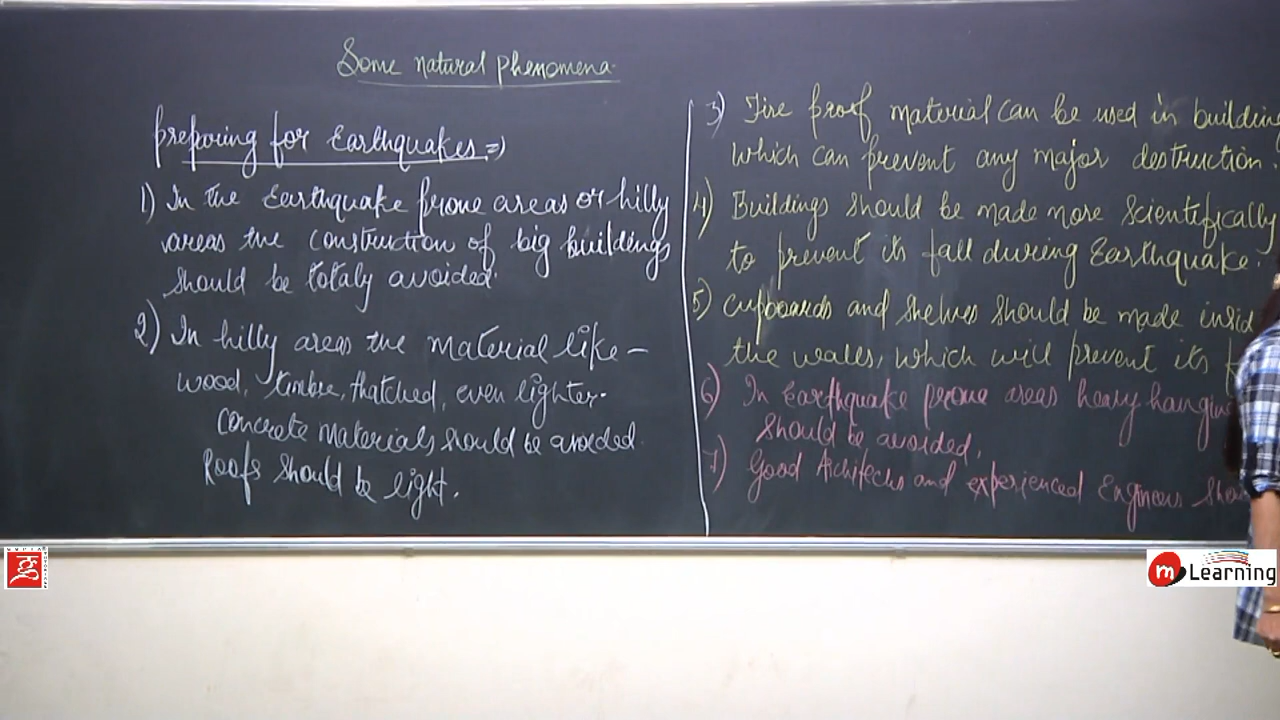 Some natural phenomena.
preparing for Earthquakes =>
1) In the Earthquake prone areas or hilly
areas the construction of big buildings
should be totaly avoided.
2) In hilly areas the material like –
wood, timbre, thatched, even lighter.
concrete materials should be avoided.
Roofs should be light.
3) Fire proof material can be used in building
which can prevent any major destruction.
4) Buildings should be made more scientifically
to prevent its fall during Earthquake.
5) cupboards and shelves should be made insid
the walls, which will prevent its f
6) In Earthquake prone areas heavy hangin
should be avoided.
7) Good Architechs and experienced Engineers shou
m Learning